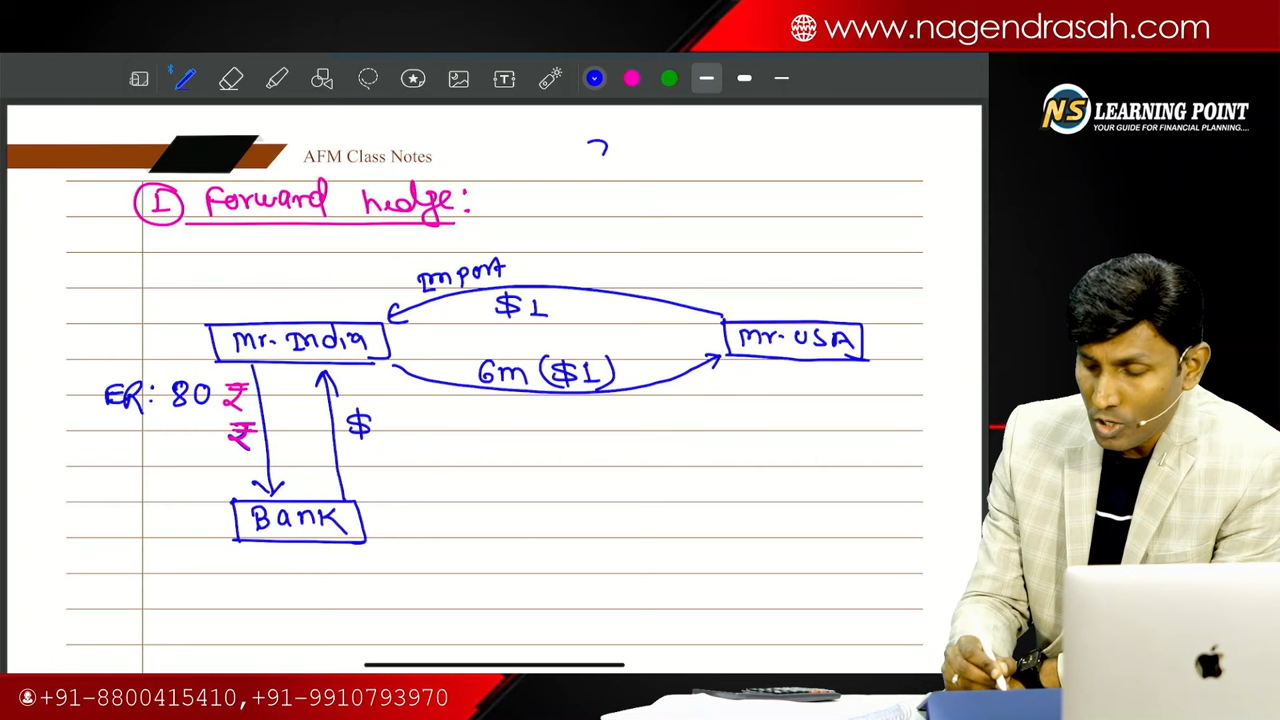 www.nagendrasah.com
NS LEARNING POINT
YOUR GUIDE FOR FINANCIAL PLANNING....
AFM Class Notes
① Forward hedge:
Import
$1
Mr. India
Mr. USA
6m ($1)
ER: 80 ₹
₹
$
Bank
+91-8800415410,+91-9910793970